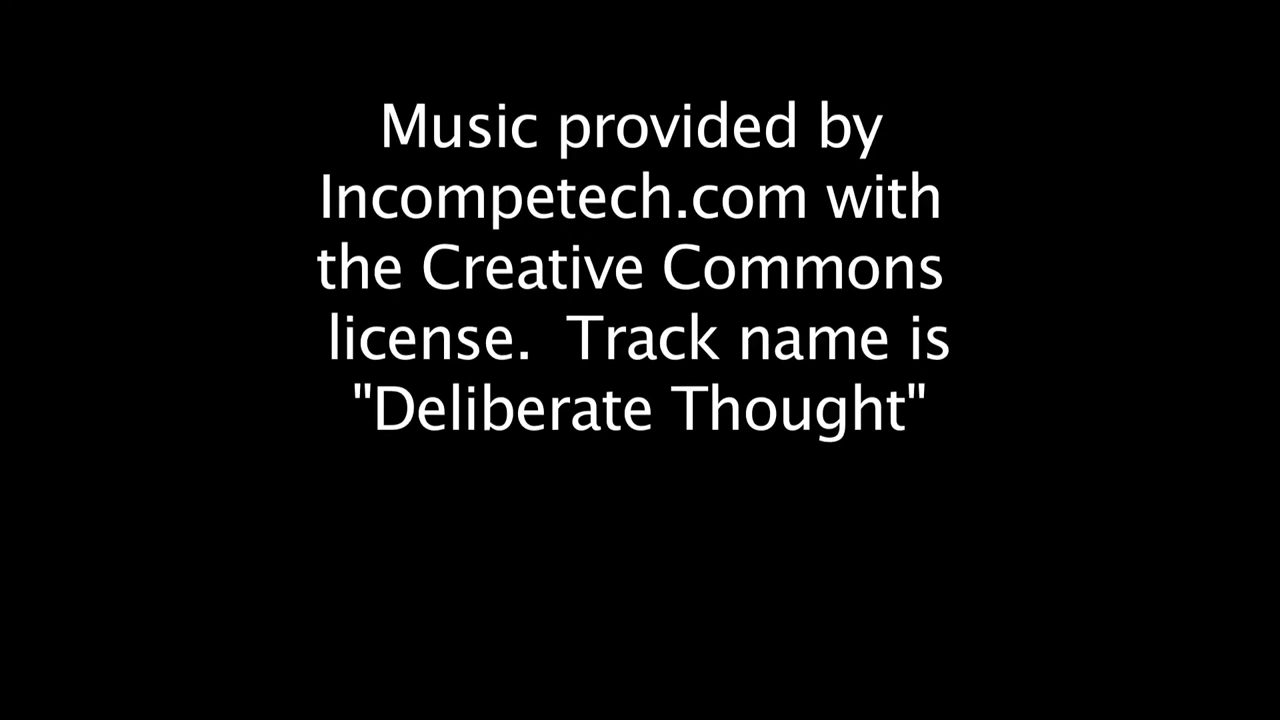 Music provided by
Incompetech.com with
the Creative Commons
license.  Track name is
"Deliberate Thought"